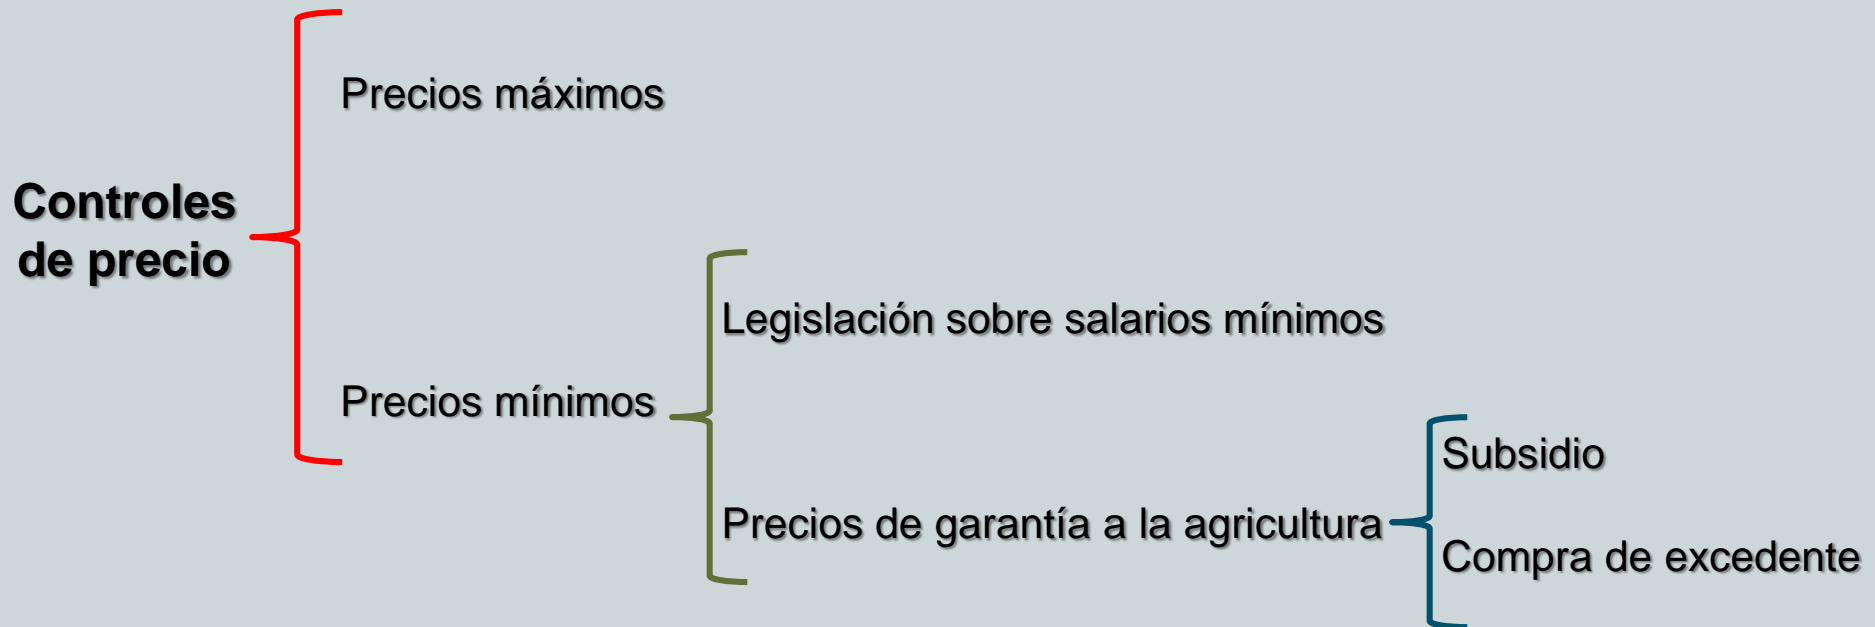 Precios máximos
Controles
de precio
Legislación sobre salarios mínimos
Precios mínimos
Subsidio
Precios de garantía a la agricultura
Compra de excedente